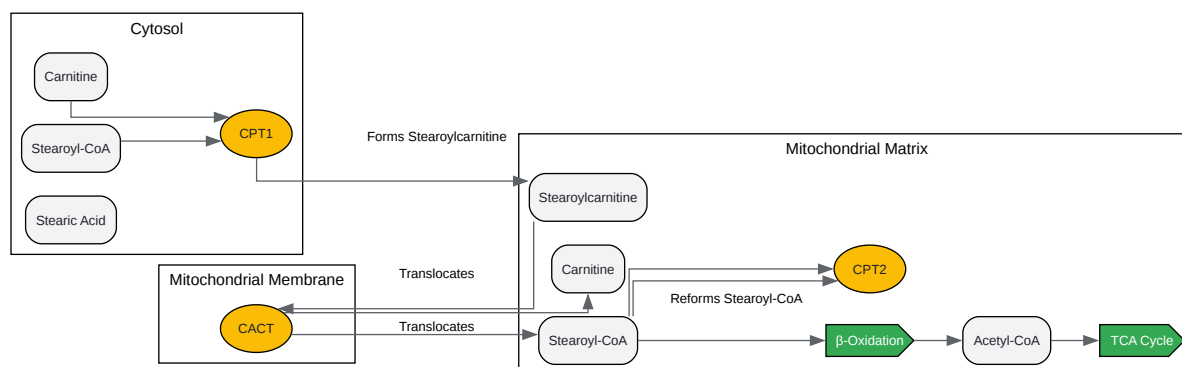 Cytosol
Carnitine
CPT1
Stearoyl-CoA
Stearic Acid
Forms Stearoylcarnitine
Mitochondrial Matrix
Stearoylcarnitine
Mitochondrial Membrane
CACT
Translocates
Translocates
Carnitine
CPT2
Reforms Stearoyl-CoA
Stearoyl-CoA
β-Oxidation
Acetyl-CoA
TCA Cycle